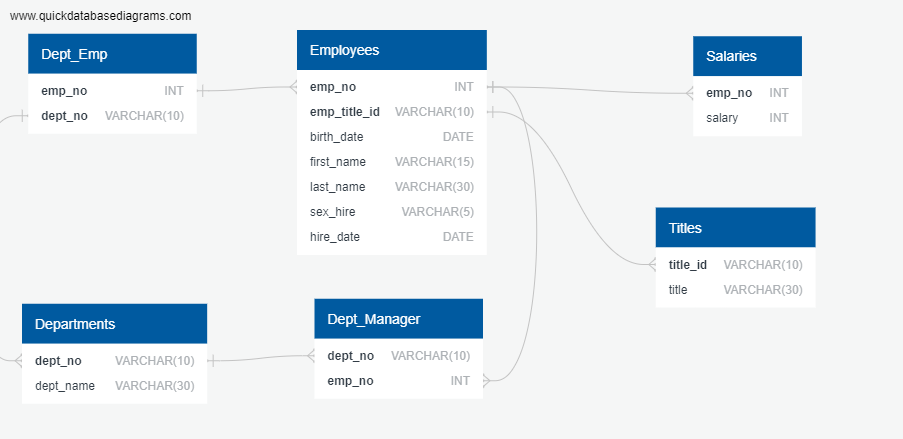 www.quickdatabasediagrams.com
Dept_Emp
emp_no INT
dept_no VARCHAR(10)
Employees
emp_no INT
emp_title_id VARCHAR(10)
birth_date DATE
first_name VARCHAR(15)
last_name VARCHAR(30)
sex_hire VARCHAR(5)
hire_date DATE
Salaries
emp_no INT
salary INT
Titles
title_id VARCHAR(10)
title VARCHAR(30)
Departments
dept_no VARCHAR(10)
dept_name VARCHAR(30)
Dept_Manager
dept_no VARCHAR(10)
emp_no INT